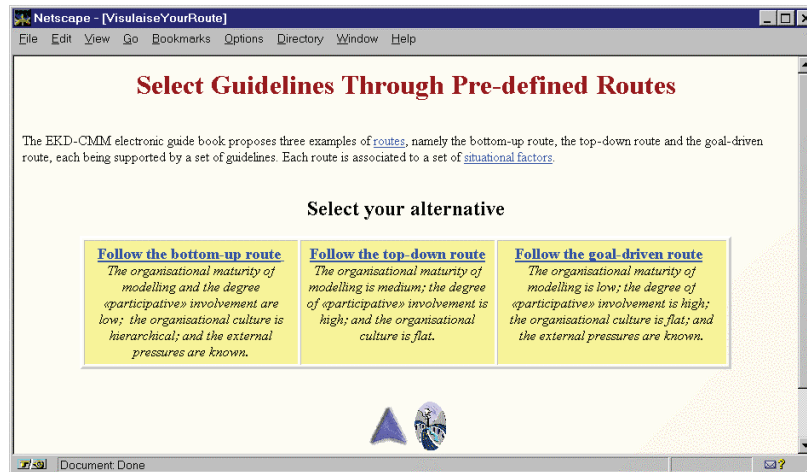 Netscape - [VisulaiseYourRoute]
File Edit View Go Bookmarks Options Directory Window Help
Select Guidelines Through Pre-defined Routes
The EKD-CMM electronic guide book proposes three examples of routes, namely the bottom-up route, the top-down route and the goal-driven
route, each being supported by a set of guidelines. Each route is associated to a set of situational factors.
Select your alternative
Follow the bottom-up route
The organisational maturity of
modelling and the degree
«participative» involvement are
low; the organisational culture is
hierarchical; and the external
pressures are known.
Follow the top-down route
The organisational maturity of
modelling is medium; the degree
of «participative» involvement is
high; and the organisational
culture is flat.
Follow the goal-driven route
The organisational maturity of
modelling is low; the degree of
«participative» involvement is high;
the organisational culture is flat; and
the external pressures are known.
Document: Done